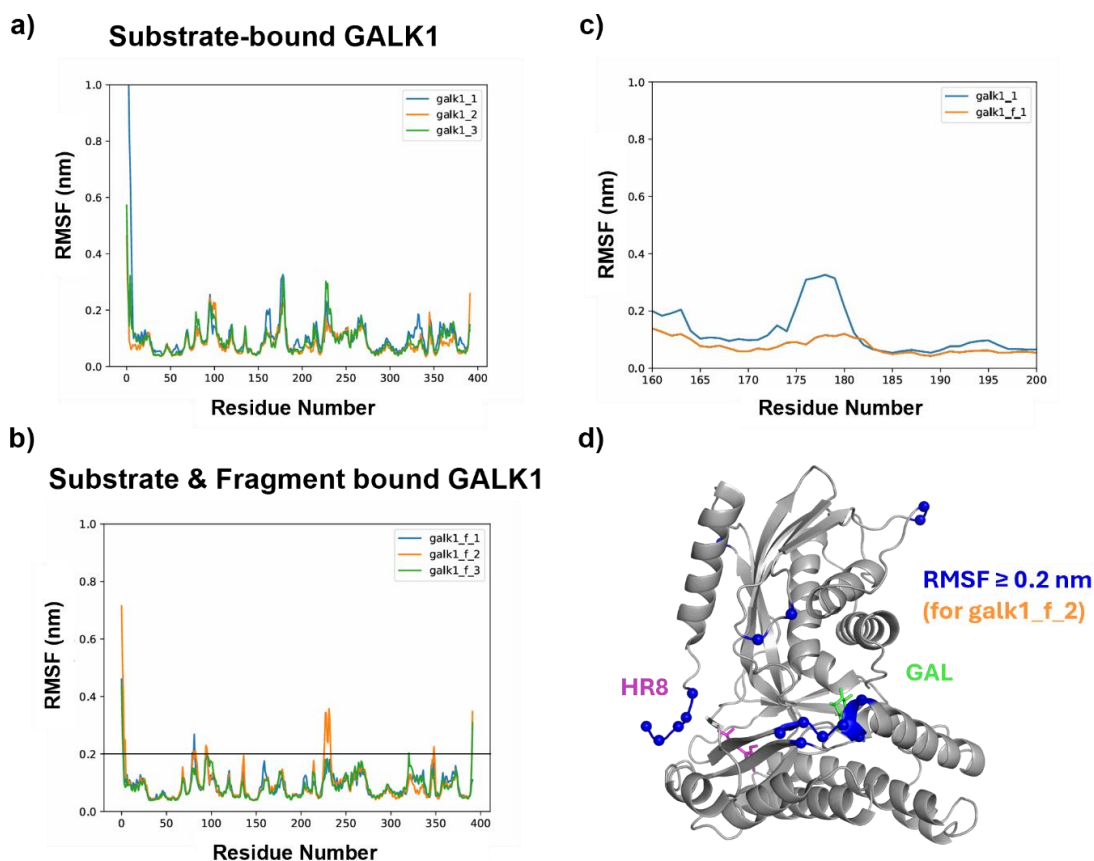 a)
Substrate-bound GALK1
1.0
0.8
0.6
0.4
0.2
0.0
RMSF (nm)
galk1_1
galk1_2
galk1_3
0 50 100 150 200 250 300 350 400
Residue Number
b)
Substrate & Fragment bound GALK1
1.0
0.8
0.6
0.4
0.2
0.0
RMSF (nm)
galk1_f_1
galk1_f_2
galk1_f_3
0 50 100 150 200 250 300 350 400
Residue Number
c)
1.0
0.8
0.6
0.4
0.2
0.0
RMSF (nm)
galk1_1
galk1_f_1
160 165 170 175 180 185 190 195 200
Residue Number
d)
RMSF ≥ 0.2 nm
(for galk1_f_2)
GAL
HR8